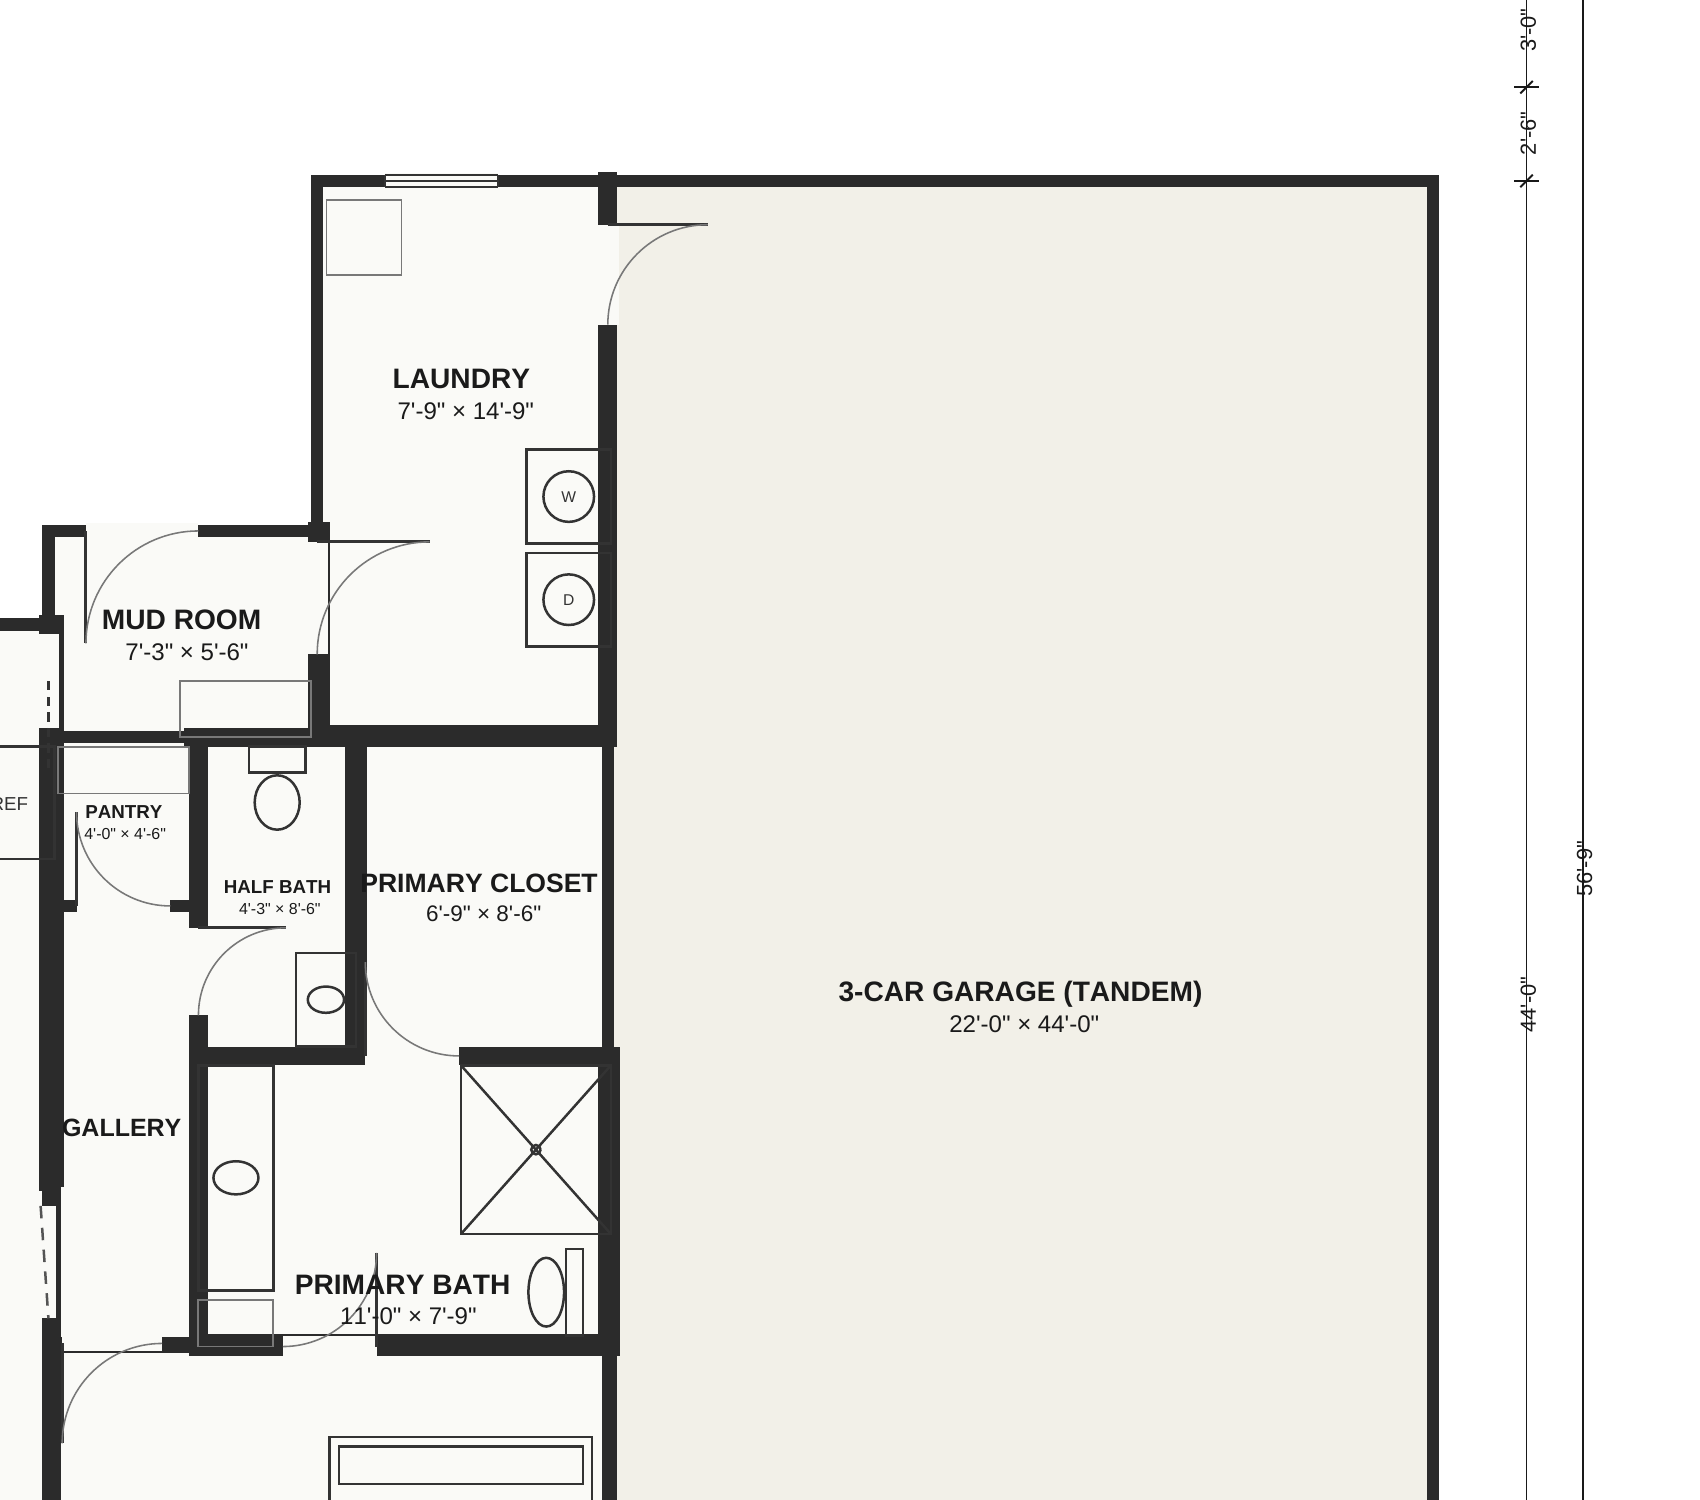 3'-0"
2'-6"
LAUNDRY
7'-9" × 14'-9"
W
D
MUD ROOM
7'-3" × 5'-6"
REF
PANTRY
4'-0" × 4'-6"
HALF BATH
4'-3" × 8'-6"
PRIMARY CLOSET
6'-9" × 8'-6"
56'-9"
3-CAR GARAGE (TANDEM)
22'-0" × 44'-0"
44'-0"
GALLERY
PRIMARY BATH
11'-0" × 7'-9"